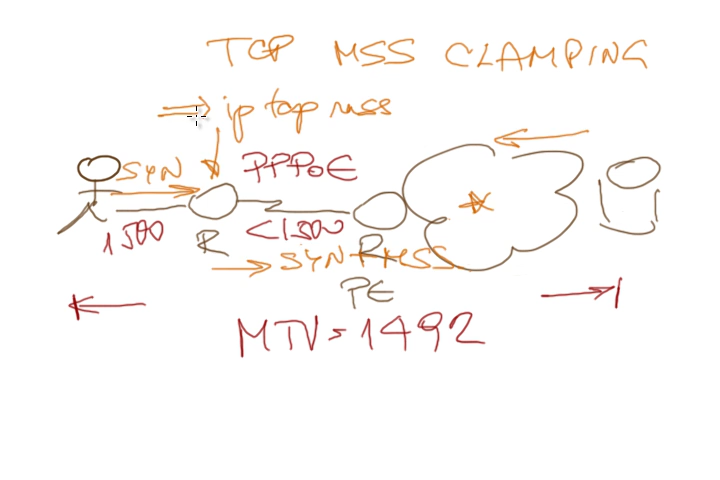 TCP MSS CLAMPING
ip tcp mss
SYN
PPPoE
1500
<1500
R
R
SYN+MSS
PE
MTU=1492